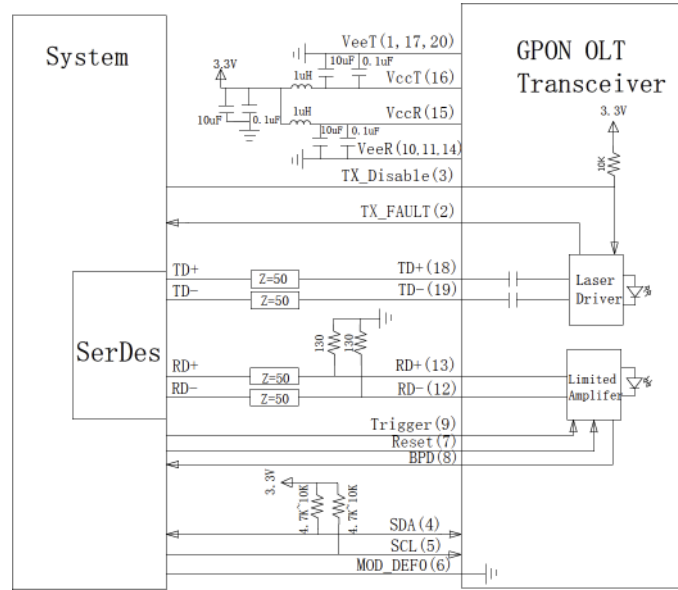 System
GPON OLT
Transceiver
VeeT(1,17,20)
10uF
0.1uF
3.3V
1uH
VccT(16)
1uH
VccR(15)
10uF
0.1uF
10uF
0.1uF
VeeR(10,11,14)
3.3V
10K
TX_Disable(3)
TX_FAULT(2)
SerDes
TD+
Z=50
TD+(18)
TD-
Z=50
TD-(19)
Laser
Driver
130
130
RD+
Z=50
RD+(13)
RD-
Z=50
RD-(12)
Limited
Amplifer
Trigger(9)
Reset(7)
BPD(8)
3.3V
4.7K~10K
4.7K~10K
SDA(4)
SCL(5)
MOD_DEF0(6)